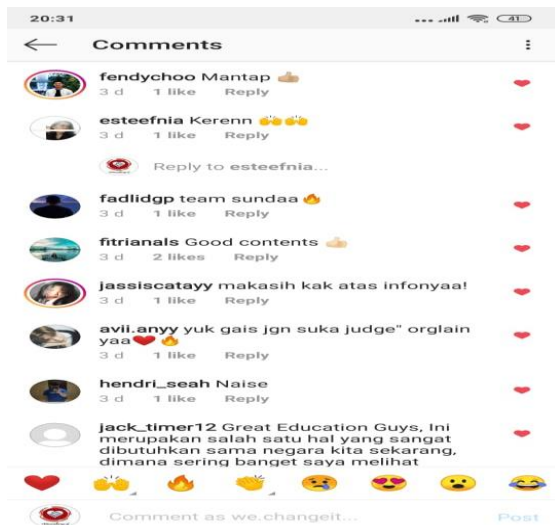 20:31
41
Comments
fendychoo Mantap 👍🏼
3 d 1 like Reply
esteefnia Kerenn 🙌🙌
3 d 1 like Reply
Reply to esteefnia...
fadlidgp team sundaa🔥
3 d 1 like Reply
fitrianals Good contents 👍🏼
3 d 2 likes Reply
jassiscatayy makasih kak atas infonyaa!
3 d 1 like Reply
avii.anyy yuk gais jgn suka judge" orglain
yaa❤️🔥
3 d 1 like Reply
hendri_seah Naise
3 d 1 like Reply
jack_timer12 Great Education Guys, Ini
merupakan salah satu hal yang sangat
dibutuhkan sama negara kita sekarang,
dimana sering banget saya melihat
Comment as we.changeit...
Post